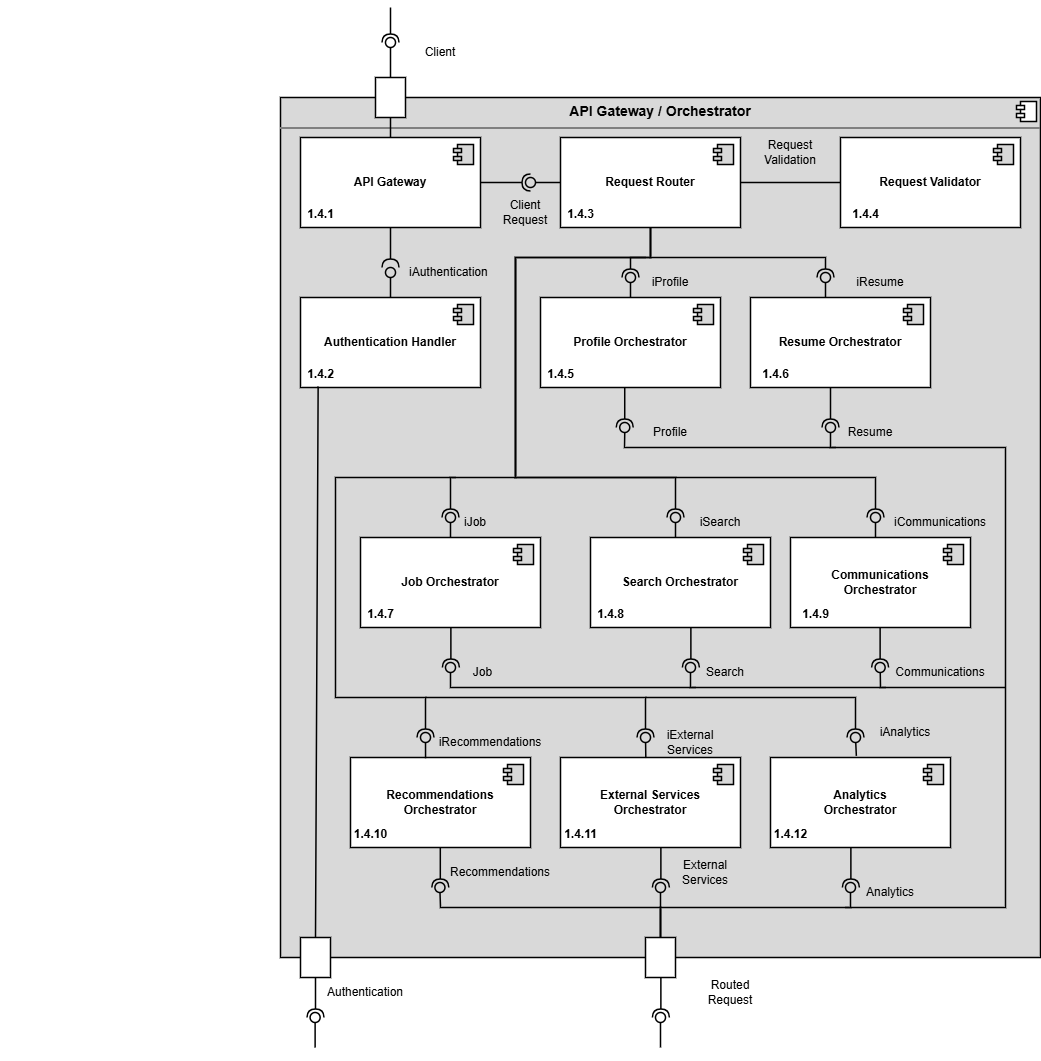 Client
API Gateway / Orchestrator
API Gateway
1.4.1
Client
Request
Request Router
1.4.3
Request
Validation
Request Validator
1.4.4
iAuthentication
iProfile
iResume
Authentication Handler
1.4.2
Profile Orchestrator
1.4.5
Resume Orchestrator
1.4.6
Profile
Resume
iJob
iSearch
iCommunications
Job Orchestrator
1.4.7
Search Orchestrator
1.4.8
Communications
Orchestrator
1.4.9
Job
Search
Communications
iRecommendations
iExternal
Services
iAnalytics
Recommendations
Orchestrator
1.4.10
External Services
Orchestrator
1.4.11
Analytics
Orchestrator
1.4.12
Recommendations
External
Services
Analytics
Authentication
Routed
Request